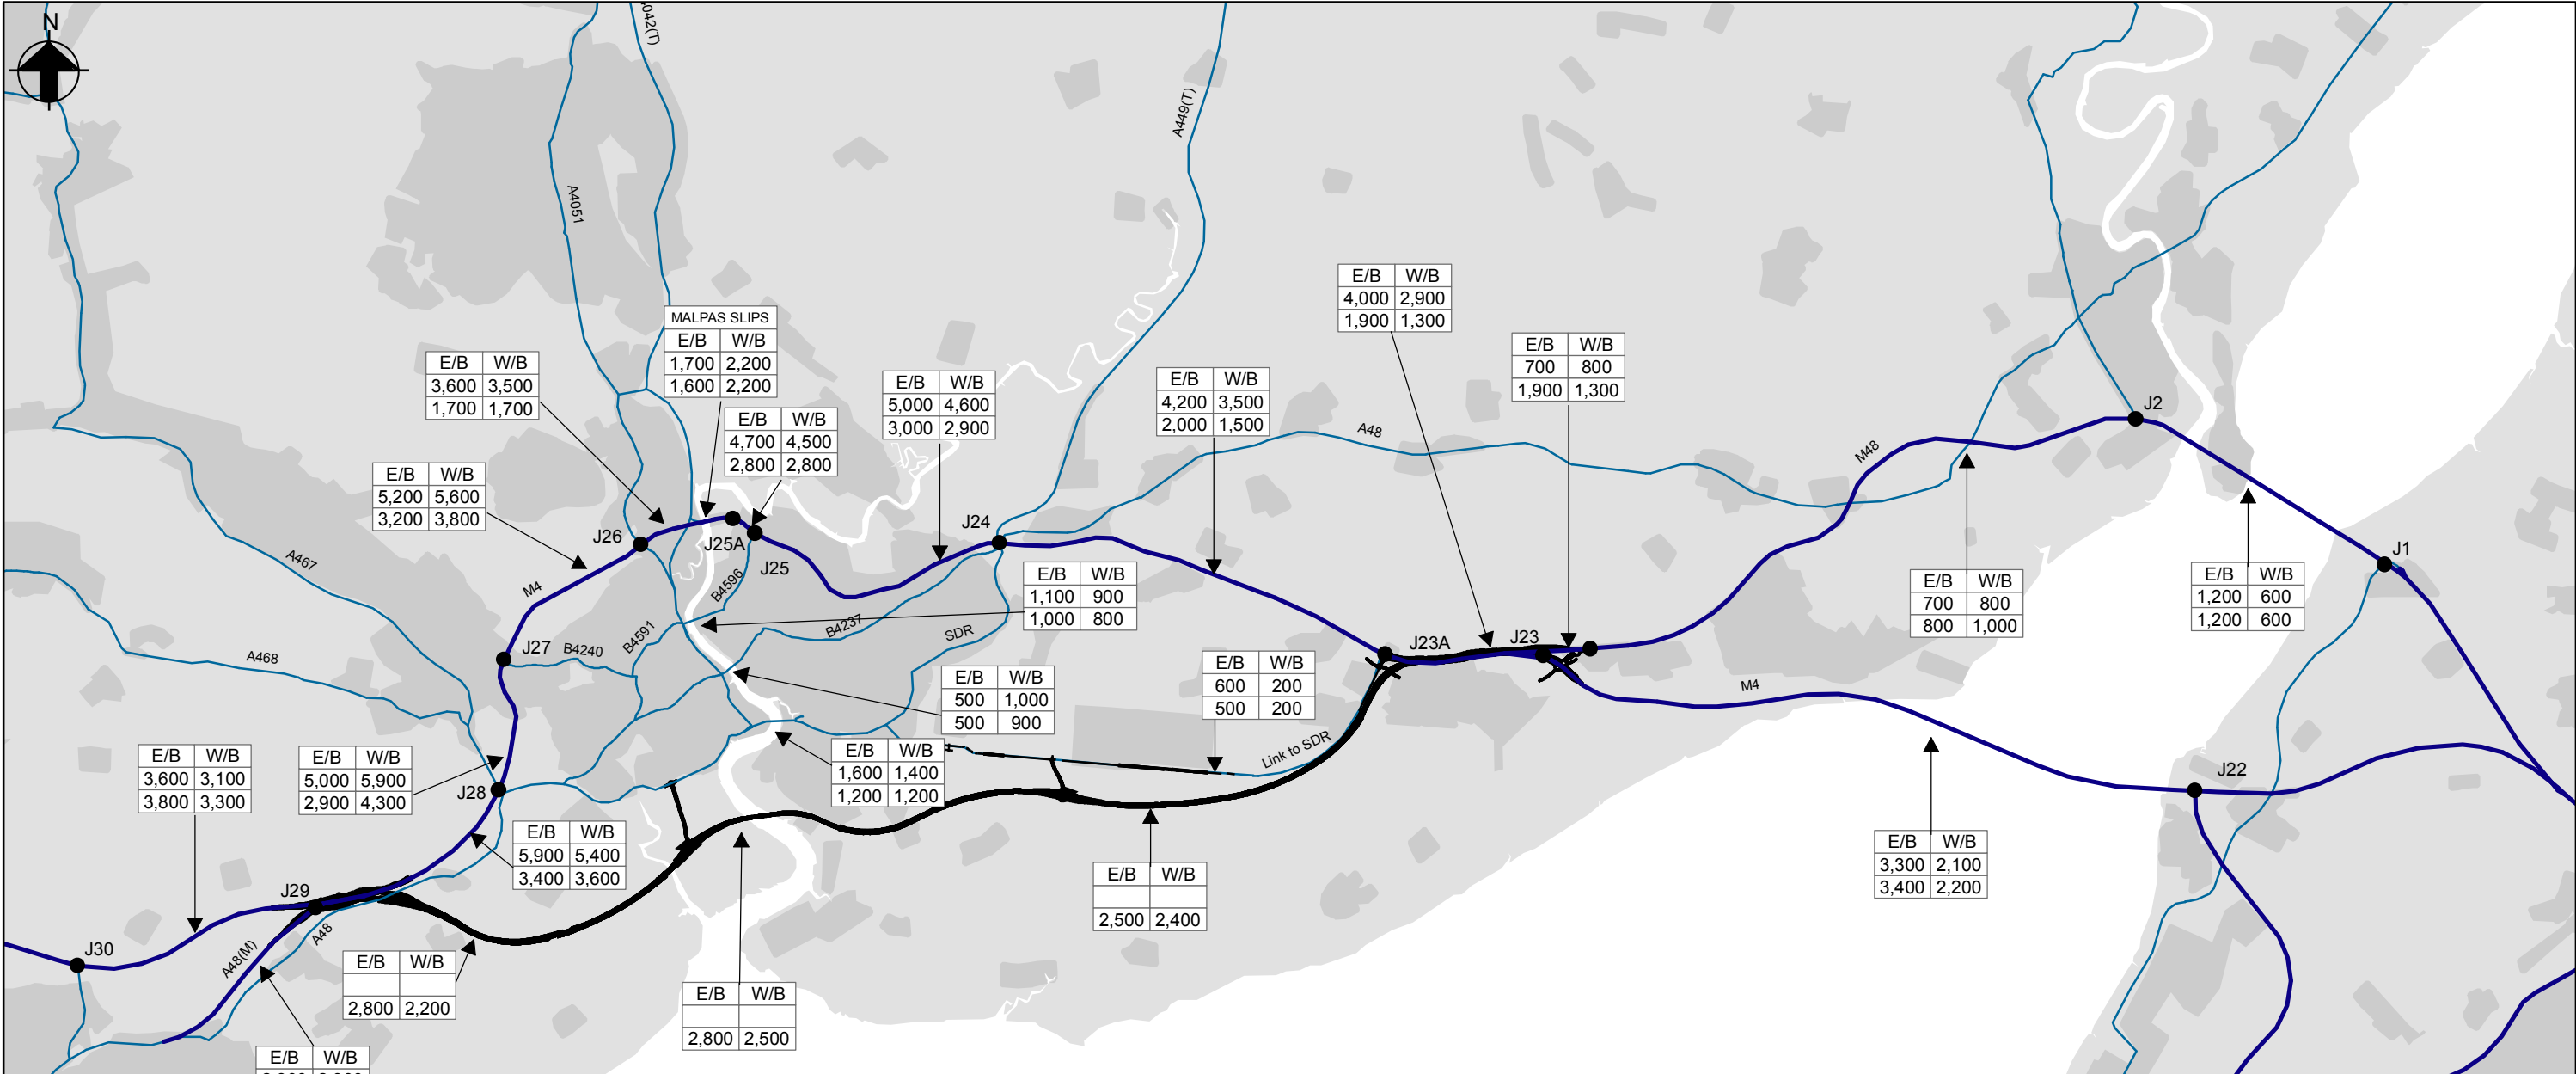 N
042(T)
A4051
A449(T)
E/B W/B
4,000 2,900
1,900 1,300
MALPAS SLIPS
E/B W/B
1,700 2,200
1,600 2,200
E/B W/B
700 800
1,900 1,300
E/B W/B
3,600 3,500
1,700 1,700
E/B W/B
5,000 4,600
3,000 2,900
E/B W/B
4,200 3,500
2,000 1,500
E/B W/B
4,700 4,500
2,800 2,800
J2
A48
M48
E/B W/B
5,200 5,600
3,200 3,800
J26
J25A
J25
J24
J1
A467
M4
B4596
E/B W/B
1,100 900
1,000 800
E/B W/B
700 800
800 1,000
E/B W/B
1,200 600
1,200 600
J27
B4240
B4591
B4237
SDR
J23A
J23
A468
M4
E/B W/B
500 1,000
500 900
E/B W/B
600 200
500 200
Link to SDR
E/B W/B
3,600 3,100
3,800 3,300
E/B W/B
5,000 5,900
2,900 4,300
J28
E/B W/B
1,600 1,400
1,200 1,200
J22
E/B W/B
5,900 5,400
3,400 3,600
E/B W/B
3,300 2,100
3,400 2,200
E/B W/B
2,500 2,400
J29
J30
A48(M)
A48
E/B W/B
2,800 2,200
E/B W/B
2,800 2,500
E/B W/B